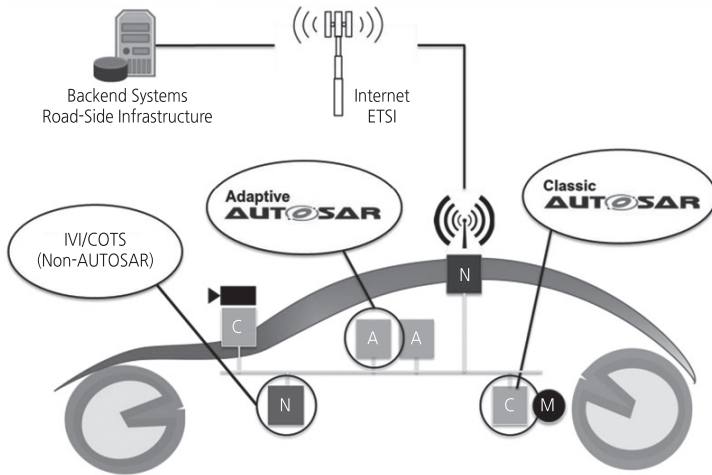 Backend Systems
Road-Side Infrastructure
Internet
ETSI
Adaptive
AUTOSAR
Classic
AUTOSAR
IVI/COTS
(Non-AUTOSAR)
N
C
A
A
N
C
M